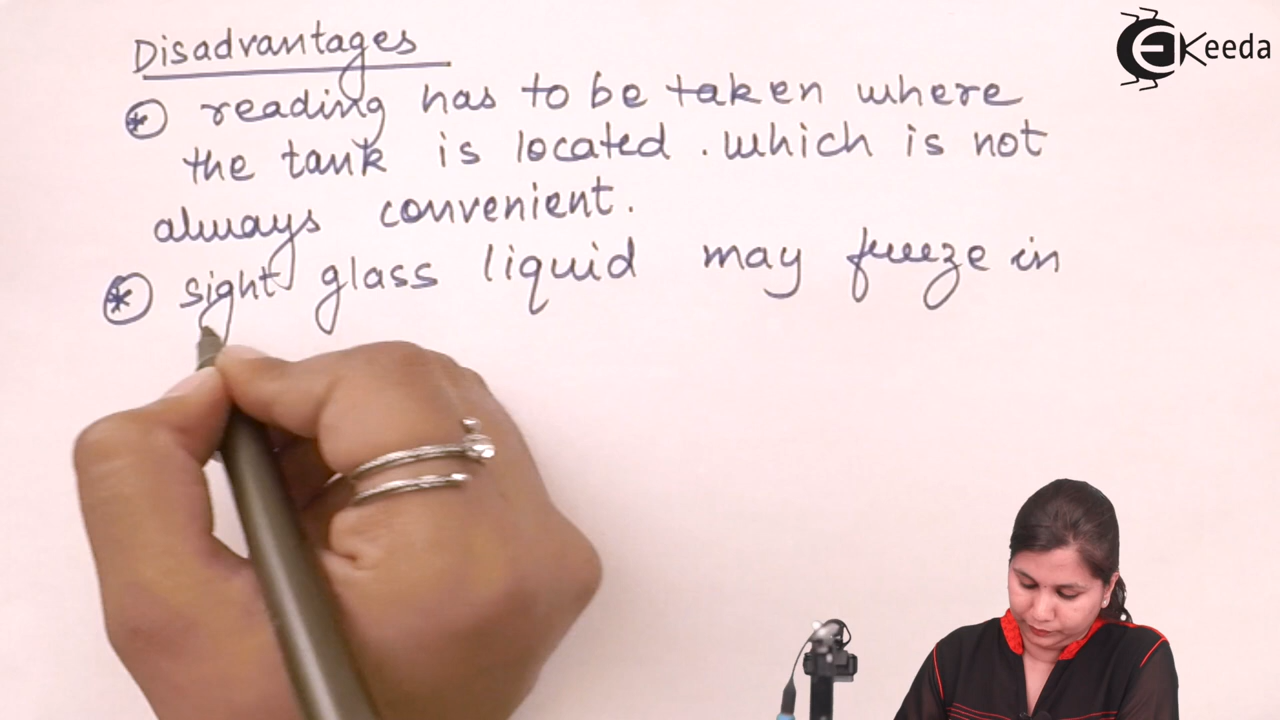 Disadvantages
reading has to be taken where
the tank is located. which is not
always convenient.
sight glass liquid may freeze in
EKeeda